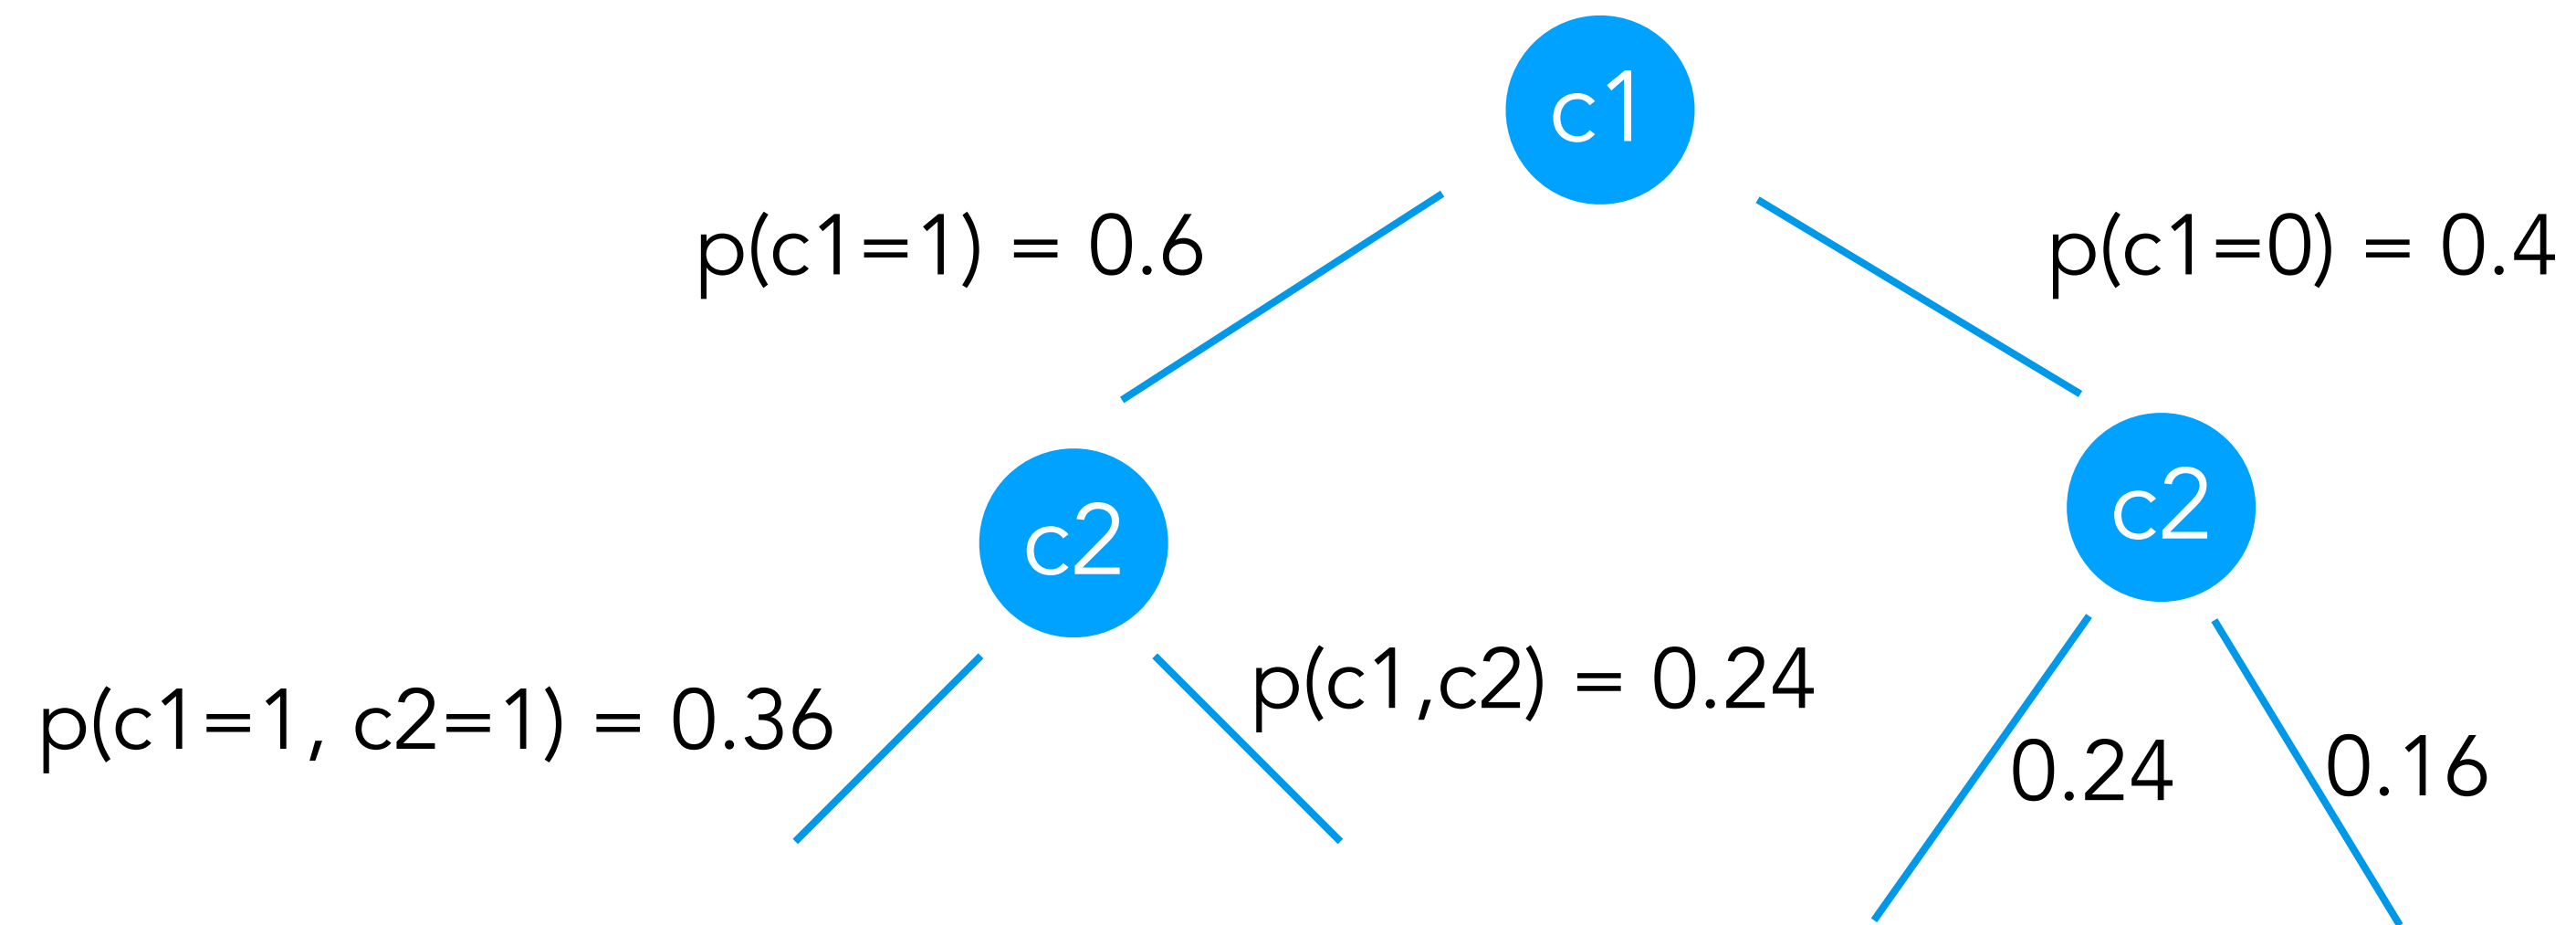 c1
p(c1=1) = 0.6
p(c1=0) = 0.4
c2
c2
p(c1=1, c2=1) = 0.36
p(c1,c2) = 0.24
0.24
0.16